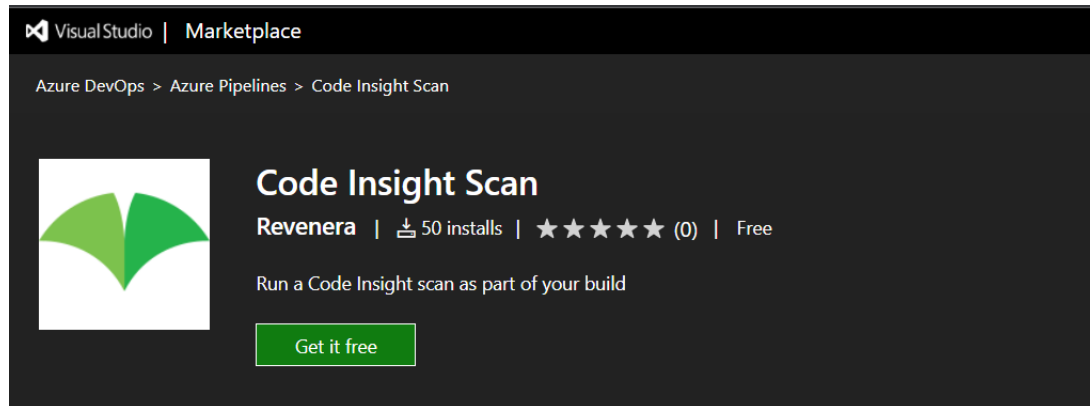 Visual Studio | Marketplace
Azure DevOps > Azure Pipelines > Code Insight Scan
Code Insight Scan
Revenera | 50 installs | ★★★★★ (0) | Free
Run a Code Insight scan as part of your build
Get it free